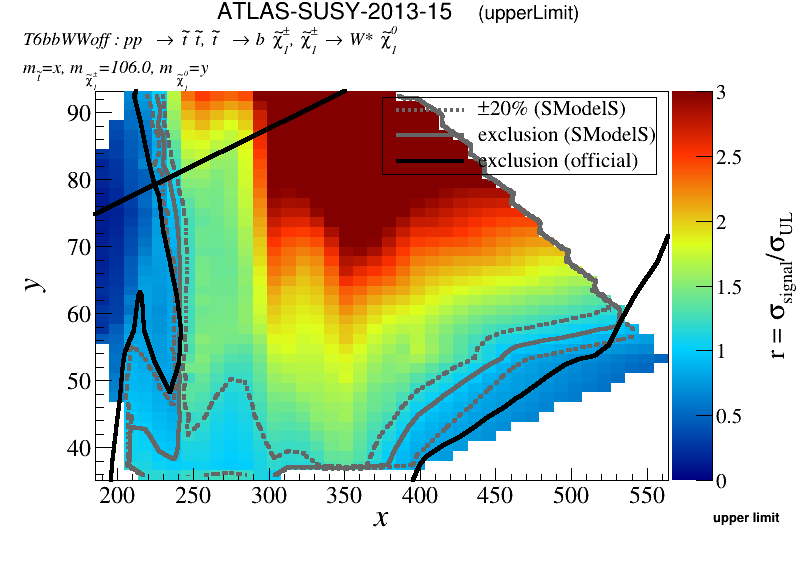 ATLAS-SUSY-2013-15 (upperLimit)
T6bbWWoff : pp → t̃ t̃, t̃ → b χ̃₁±, χ̃₁± → W* χ̃₁⁰
m_t̃=x, m_χ̃₁±=106.0, m_χ̃₁⁰=y
±20% (SModelS)
exclusion (SModelS)
exclusion (official)
90
80
70
60
50
40
y
200 250 300 350 400 450 500 550
x
3
2.5
2
1.5
1
0.5
0
r = σ_signal/σ_UL
upper limit